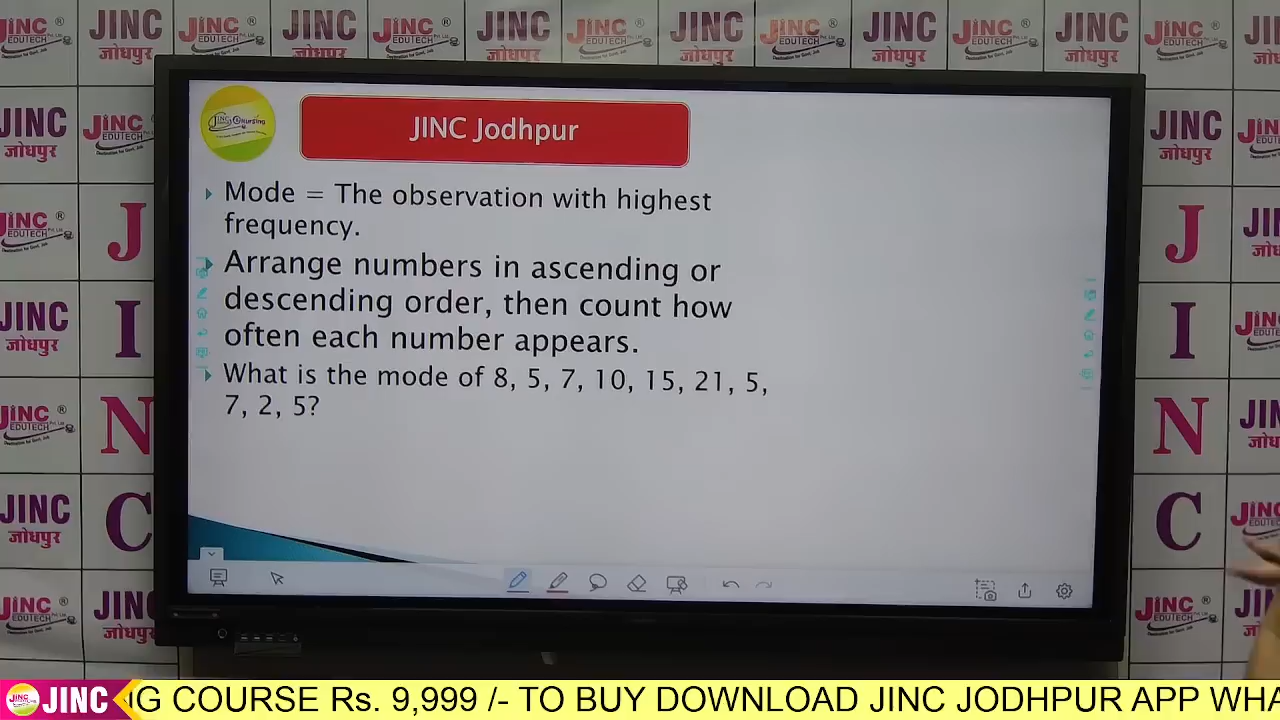 JINC Jodhpur
Mode = The observation with highest
frequency.
Arrange numbers in ascending or
descending order, then count how
often each number appears.
What is the mode of 8, 5, 7, 10, 15, 21, 5,
7, 2, 5?
J
I
N
C
J
I
N
C
JINC
जोधपुर
JINC
EDUTECH
JINC G COURSE Rs. 9,999 /- TO BUY DOWNLOAD JINC JODHPUR APP WHA